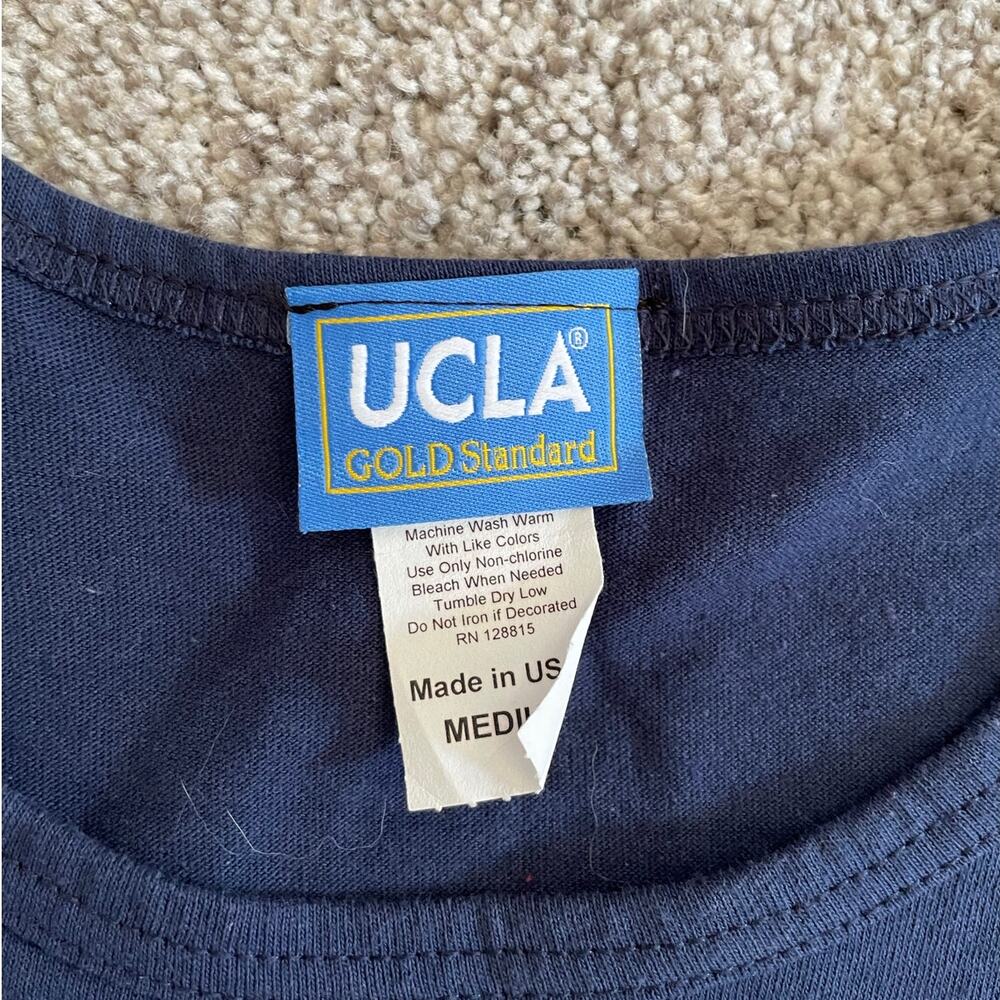 UCLA®
GOLD Standard
Machine Wash Warm
With Like Colors
Use Only Non-chlorine
Bleach When Needed
Tumble Dry Low
Do Not Iron if Decorated
RN 128815
Made in US
MEDI